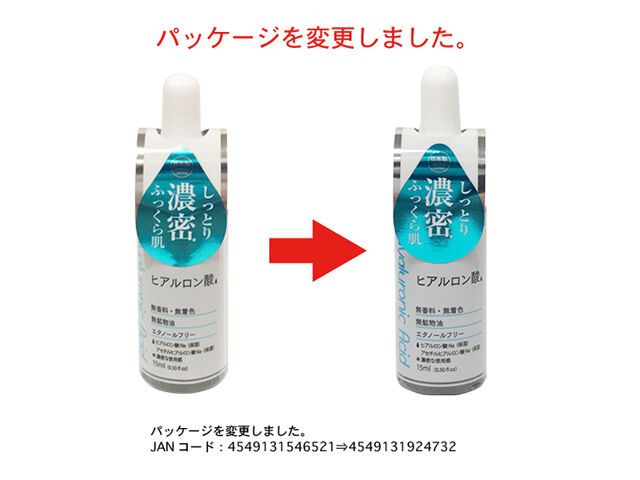 パッケージを変更しました。
日本製
しっとり
濃密
ふっくら肌
ヒアルロン酸
無香料・無着色
無鉱物油
エタノールフリー
ヒアルロン酸Na（保湿）
アセチルヒアルロン酸Na（保湿）
濃密な使用感
15ml (0.50fl oz)
日本製
しっとり
濃密
ふっくら肌
ヒアルロン酸
Hyaluronic Acid
無香料・無着色
無鉱物油
エタノールフリー
ヒアルロン酸Na（保湿）
アセチルヒアルロン酸Na（保湿）
濃密な使用感
15ml (0.50fl oz)
パッケージを変更しました。
JANコード：4549131546521⇒4549131924732